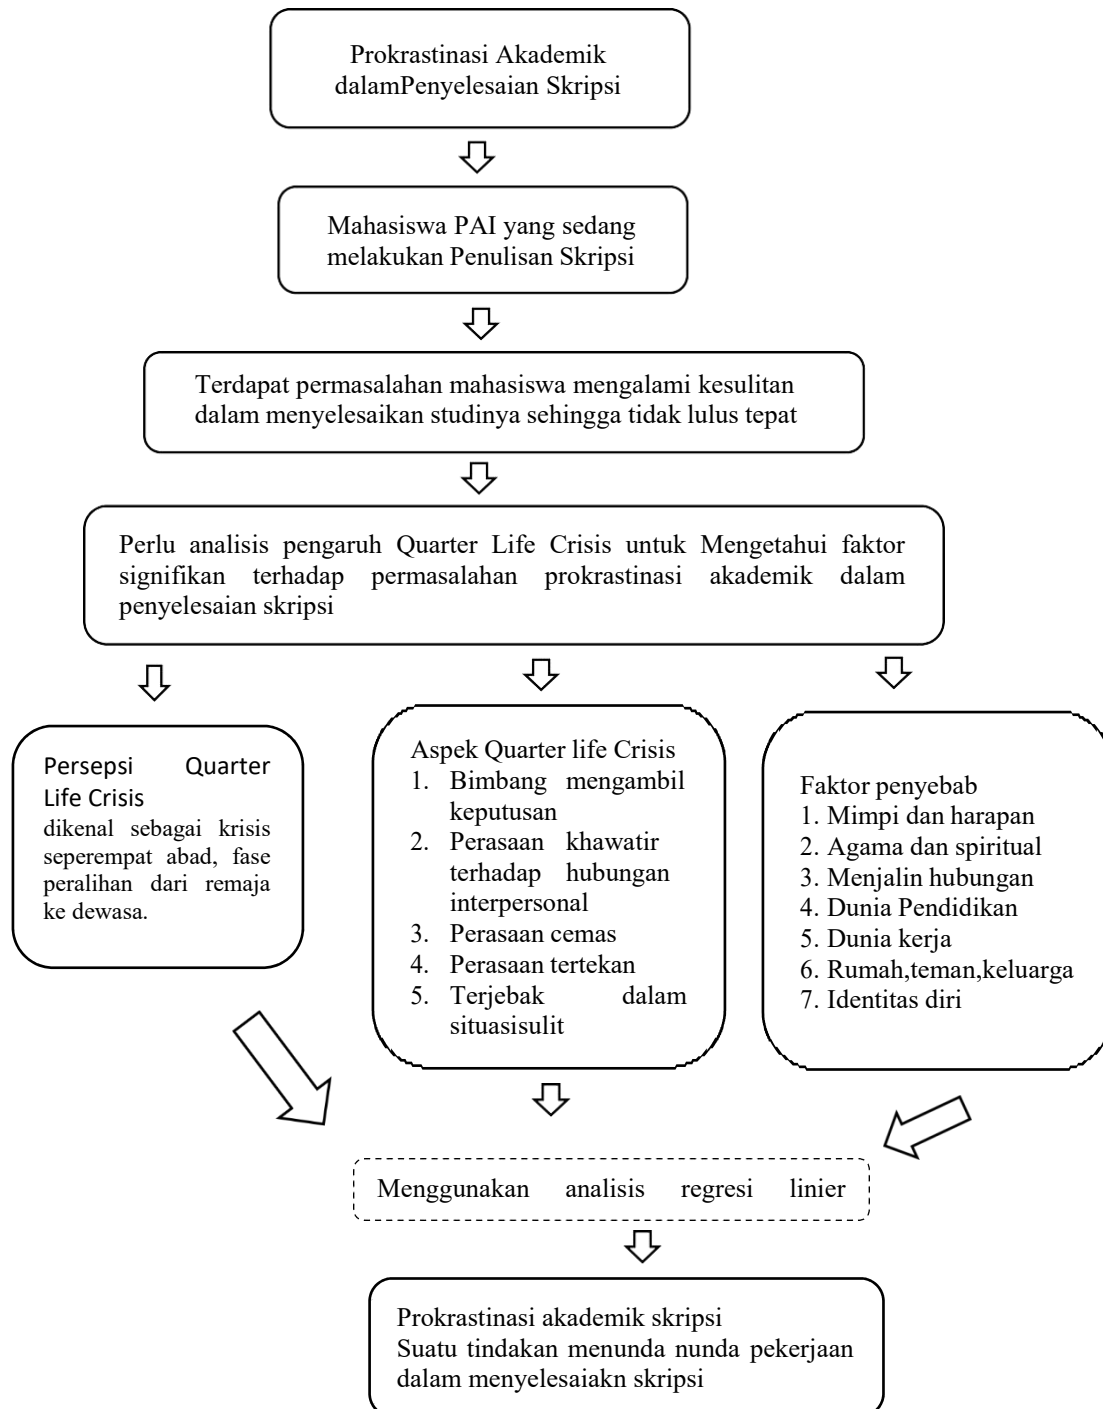 Prokrastinasi Akademik
dalamPenyelesaian Skripsi
Mahasiswa PAI yang sedang
melakukan Penulisan Skripsi
Terdapat permasalahan mahasiswa mengalami kesulitan
dalam menyelesaikan studinya sehingga tidak lulus tepat
Perlu analisis pengaruh Quarter Life Crisis untuk Mengetahui faktor
signifikan terhadap permasalahan prokrastinasi akademik dalam
penyelesaian skripsi
Persepsi Quarter
Life Crisis
dikenal sebagai krisis
seperempat abad, fase
peralihan dari remaja
ke dewasa.
Aspek Quarter life Crisis
1. Bimbang mengambil
keputusan
2. Perasaan khawatir
terhadap hubungan
interpersonal
3. Perasaan cemas
4. Perasaan tertekan
5. Terjebak dalam
situasisulit
Faktor penyebab
1. Mimpi dan harapan
2. Agama dan spiritual
3. Menjalin hubungan
4. Dunia Pendidikan
5. Dunia kerja
6. Rumah,teman,keluarga
7. Identitas diri
Menggunakan analisis regresi linier
Prokrastinasi akademik skripsi
Suatu tindakan menunda nunda pekerjaan
dalam menyelesaiakn skripsi